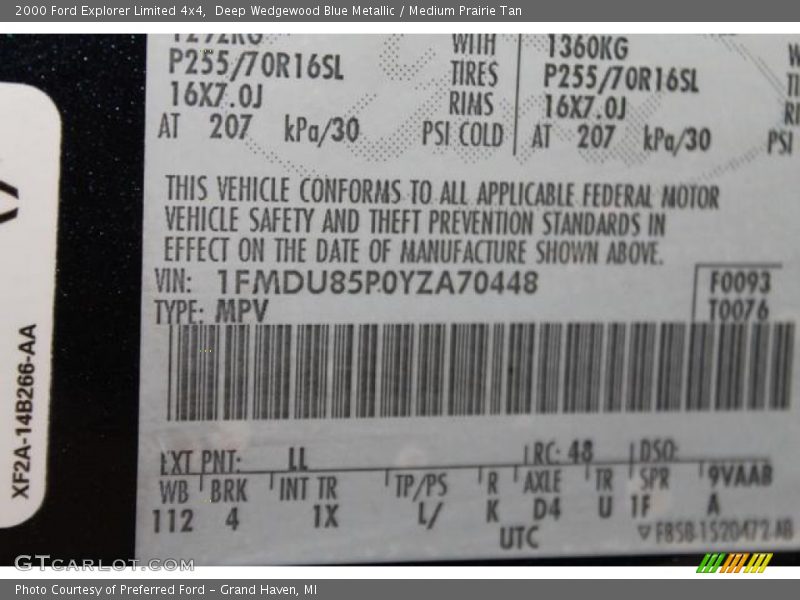 2000 Ford Explorer Limited 4x4, Deep Wedgewood Blue Metallic / Medium Prairie Tan
1272KG WITH 1360KG
P255/70R16SL TIRES P255/70R16SL
16X7.0J RIMS 16X7.0J
AT 207 kPa/30 PSI COLD AT 207 kPa/30 PSI
THIS VEHICLE CONFORMS TO ALL APPLICABLE FEDERAL MOTOR
VEHICLE SAFETY AND THEFT PREVENTION STANDARDS IN
EFFECT ON THE DATE OF MANUFACTURE SHOWN ABOVE.
VIN: 1FMDU85P0YZA70448 F0093
TYPE: MPV T0076
EXT PNT: LL RC: 48 DSO:
WB BRK INT TR TP/PS R AXLE TR SPR 9VAAB
112 4 1X L/ K D4 U 1F A
UTC ▽F85B-1520472-AB
XF2A-14B266-AA
GTCARLOT.COM
Photo Courtesy of Preferred Ford – Grand Haven, MI